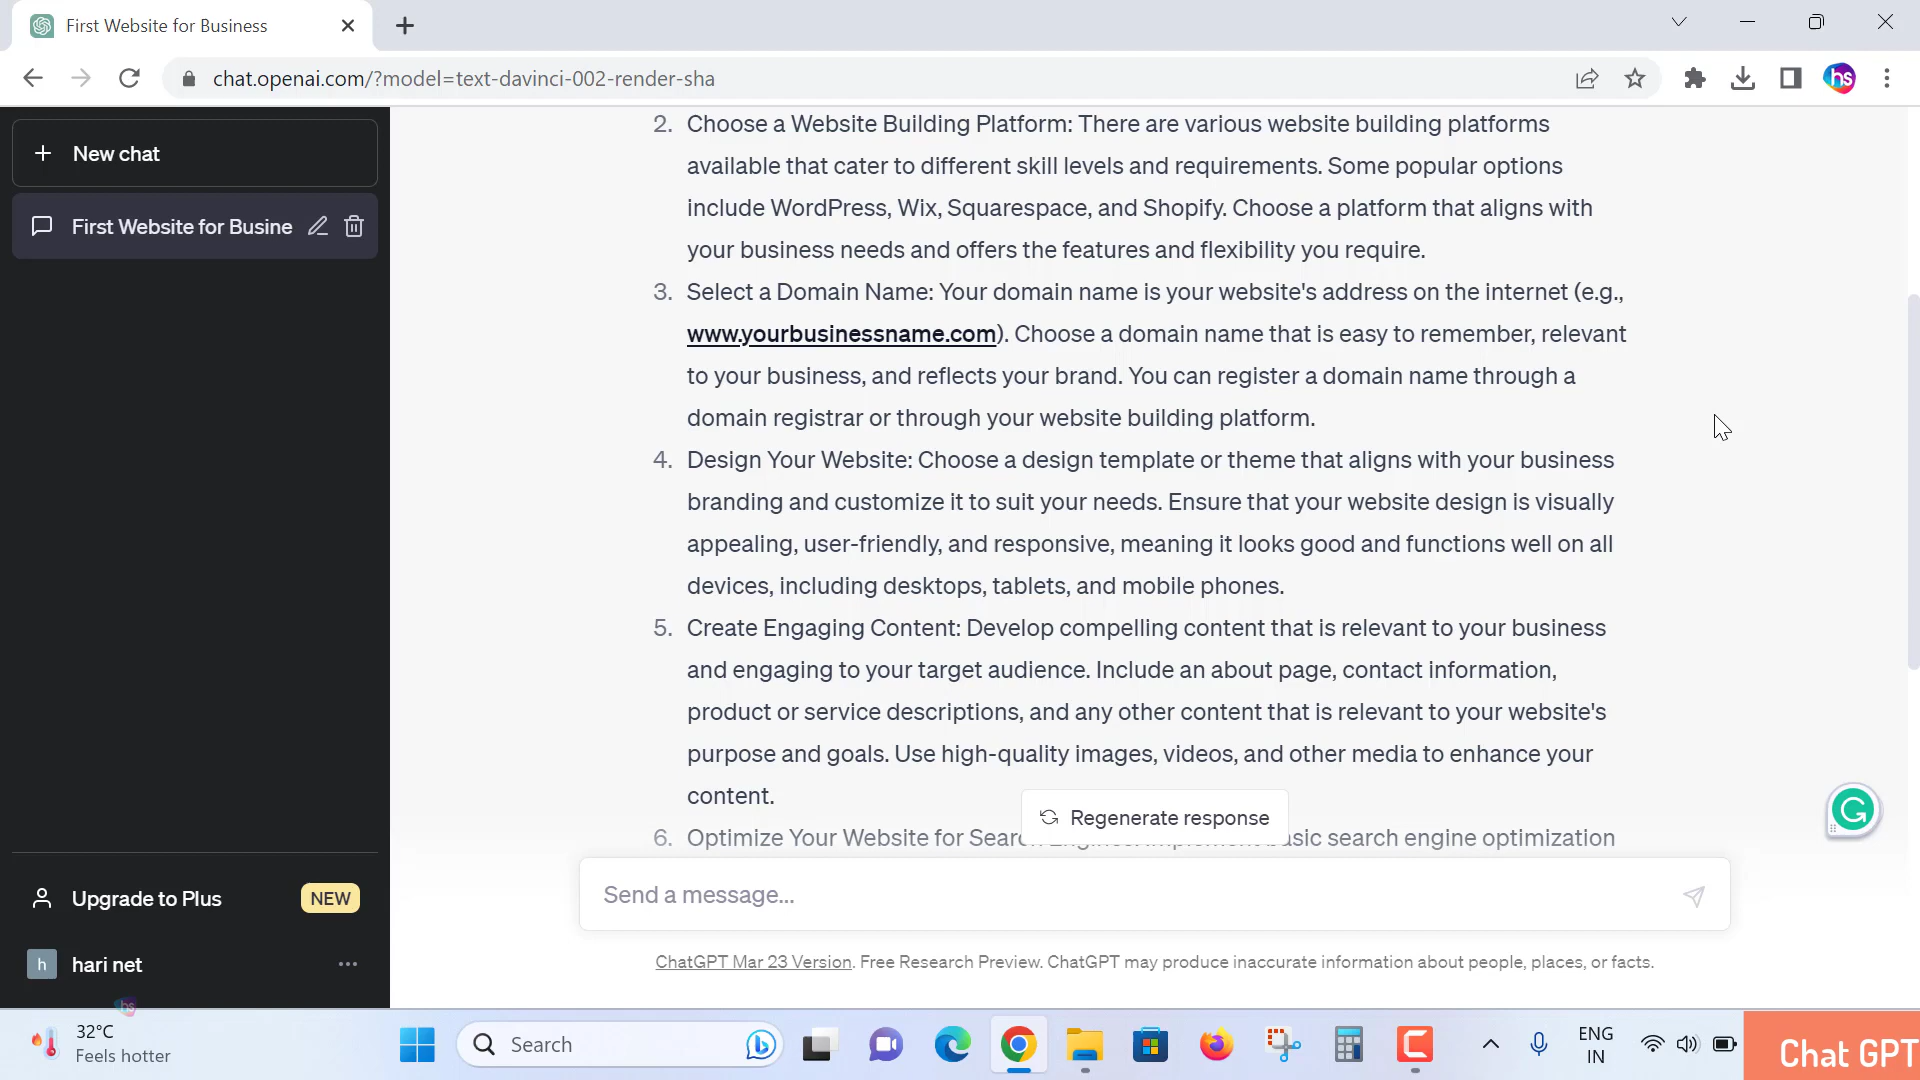 First Website for Business
chat.openai.com/?model=text-davinci-002-render-sha
hs
New chat
First Website for Busine
2. Choose a Website Building Platform: There are various website building platforms
available that cater to different skill levels and requirements. Some popular options
include WordPress, Wix, Squarespace, and Shopify. Choose a platform that aligns with
your business needs and offers the features and flexibility you require.
3. Select a Domain Name: Your domain name is your website's address on the internet (e.g.,
www.yourbusinessname.com). Choose a domain name that is easy to remember, relevant
to your business, and reflects your brand. You can register a domain name through a
domain registrar or through your website building platform.
4. Design Your Website: Choose a design template or theme that aligns with your business
branding and customize it to suit your needs. Ensure that your website design is visually
appealing, user-friendly, and responsive, meaning it looks good and functions well on all
devices, including desktops, tablets, and mobile phones.
5. Create Engaging Content: Develop compelling content that is relevant to your business
and engaging to your target audience. Include an about page, contact information,
product or service descriptions, and any other content that is relevant to your website's
purpose and goals. Use high-quality images, videos, and other media to enhance your
content.
Regenerate response
6. Optimize Your Website for Search search engine optimization
Send a message...
ChatGPT Mar 23 Version. Free Research Preview. ChatGPT may produce inaccurate information about people, places, or facts.
Upgrade to Plus NEW
h hari net
hs
32°C
Feels hotter
Search
ENG
IN
Chat GPT